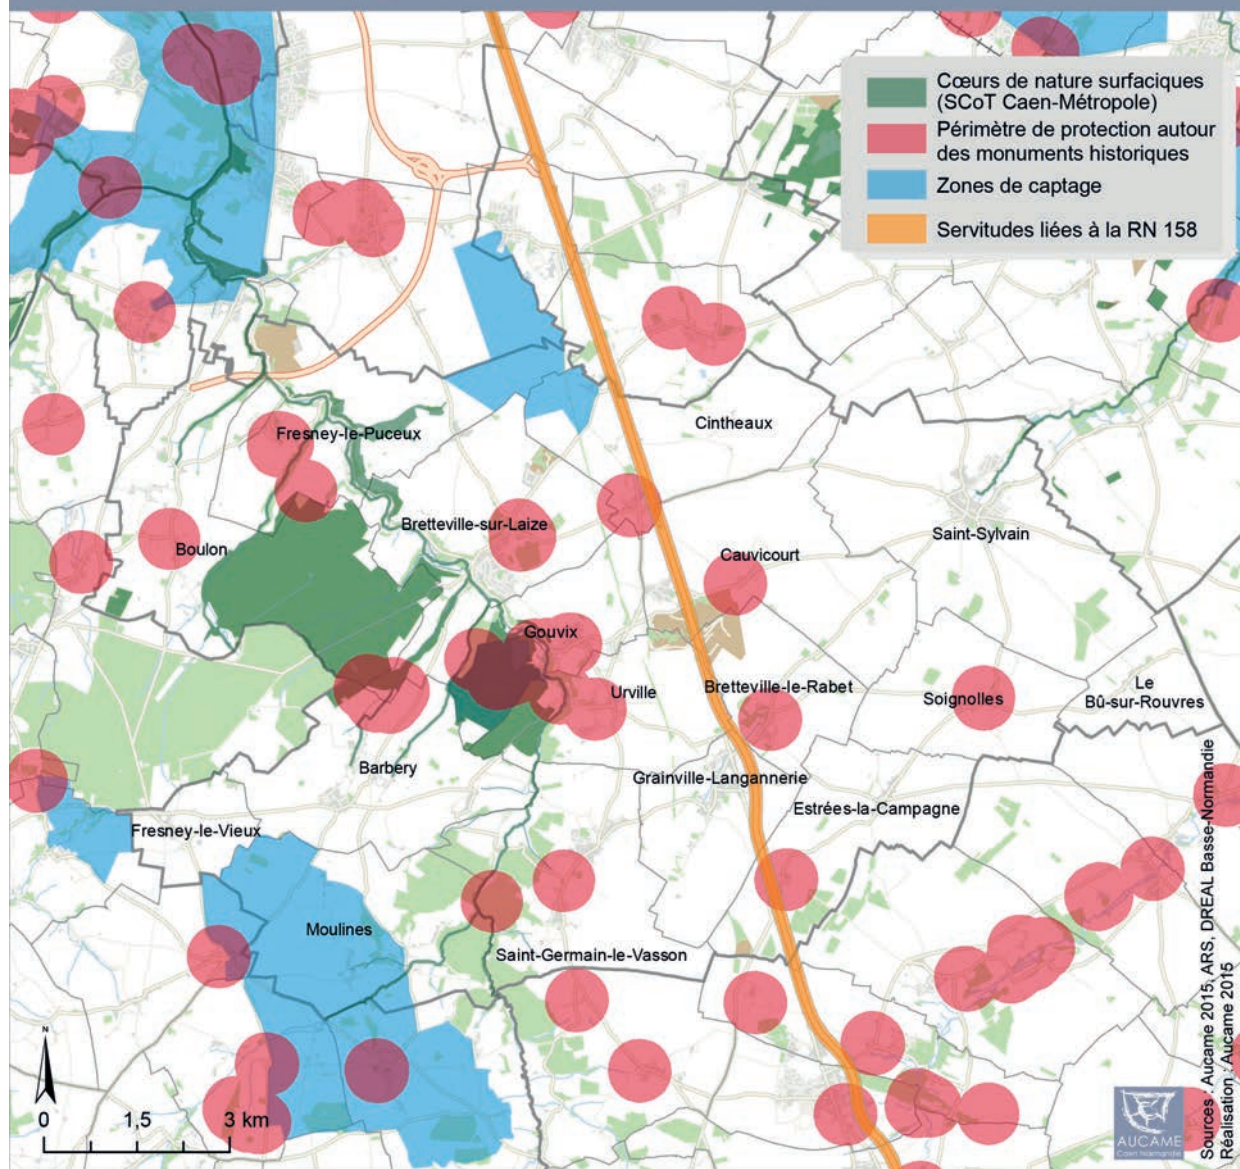 Cœurs de nature surfaciques
(SCoT Caen-Métropole)
Périmètre de protection autour
des monuments historiques
Zones de captage
Servitudes liées à la RN 158
Cintheaux
Fresney-le-Puceux
Bretteville-sur-Laize
Saint-Sylvain
Boulon
Cauvicourt
Gouvix
Urville
Bretteville-le-Rabet
Soignolles
Le
Bû-sur-Rouvres
Barbery
Grainville-Langannerie
Estrées-la-Campagne
Fresney-le-Vieux
Moulines
Saint-Germain-le-Vasson
N
0 1,5 3 km
AUCAME
Caen Normandie
Sources : Aucame 2015, ARS, DREAL Basse-Normandie
Réalisation : Aucame 2015